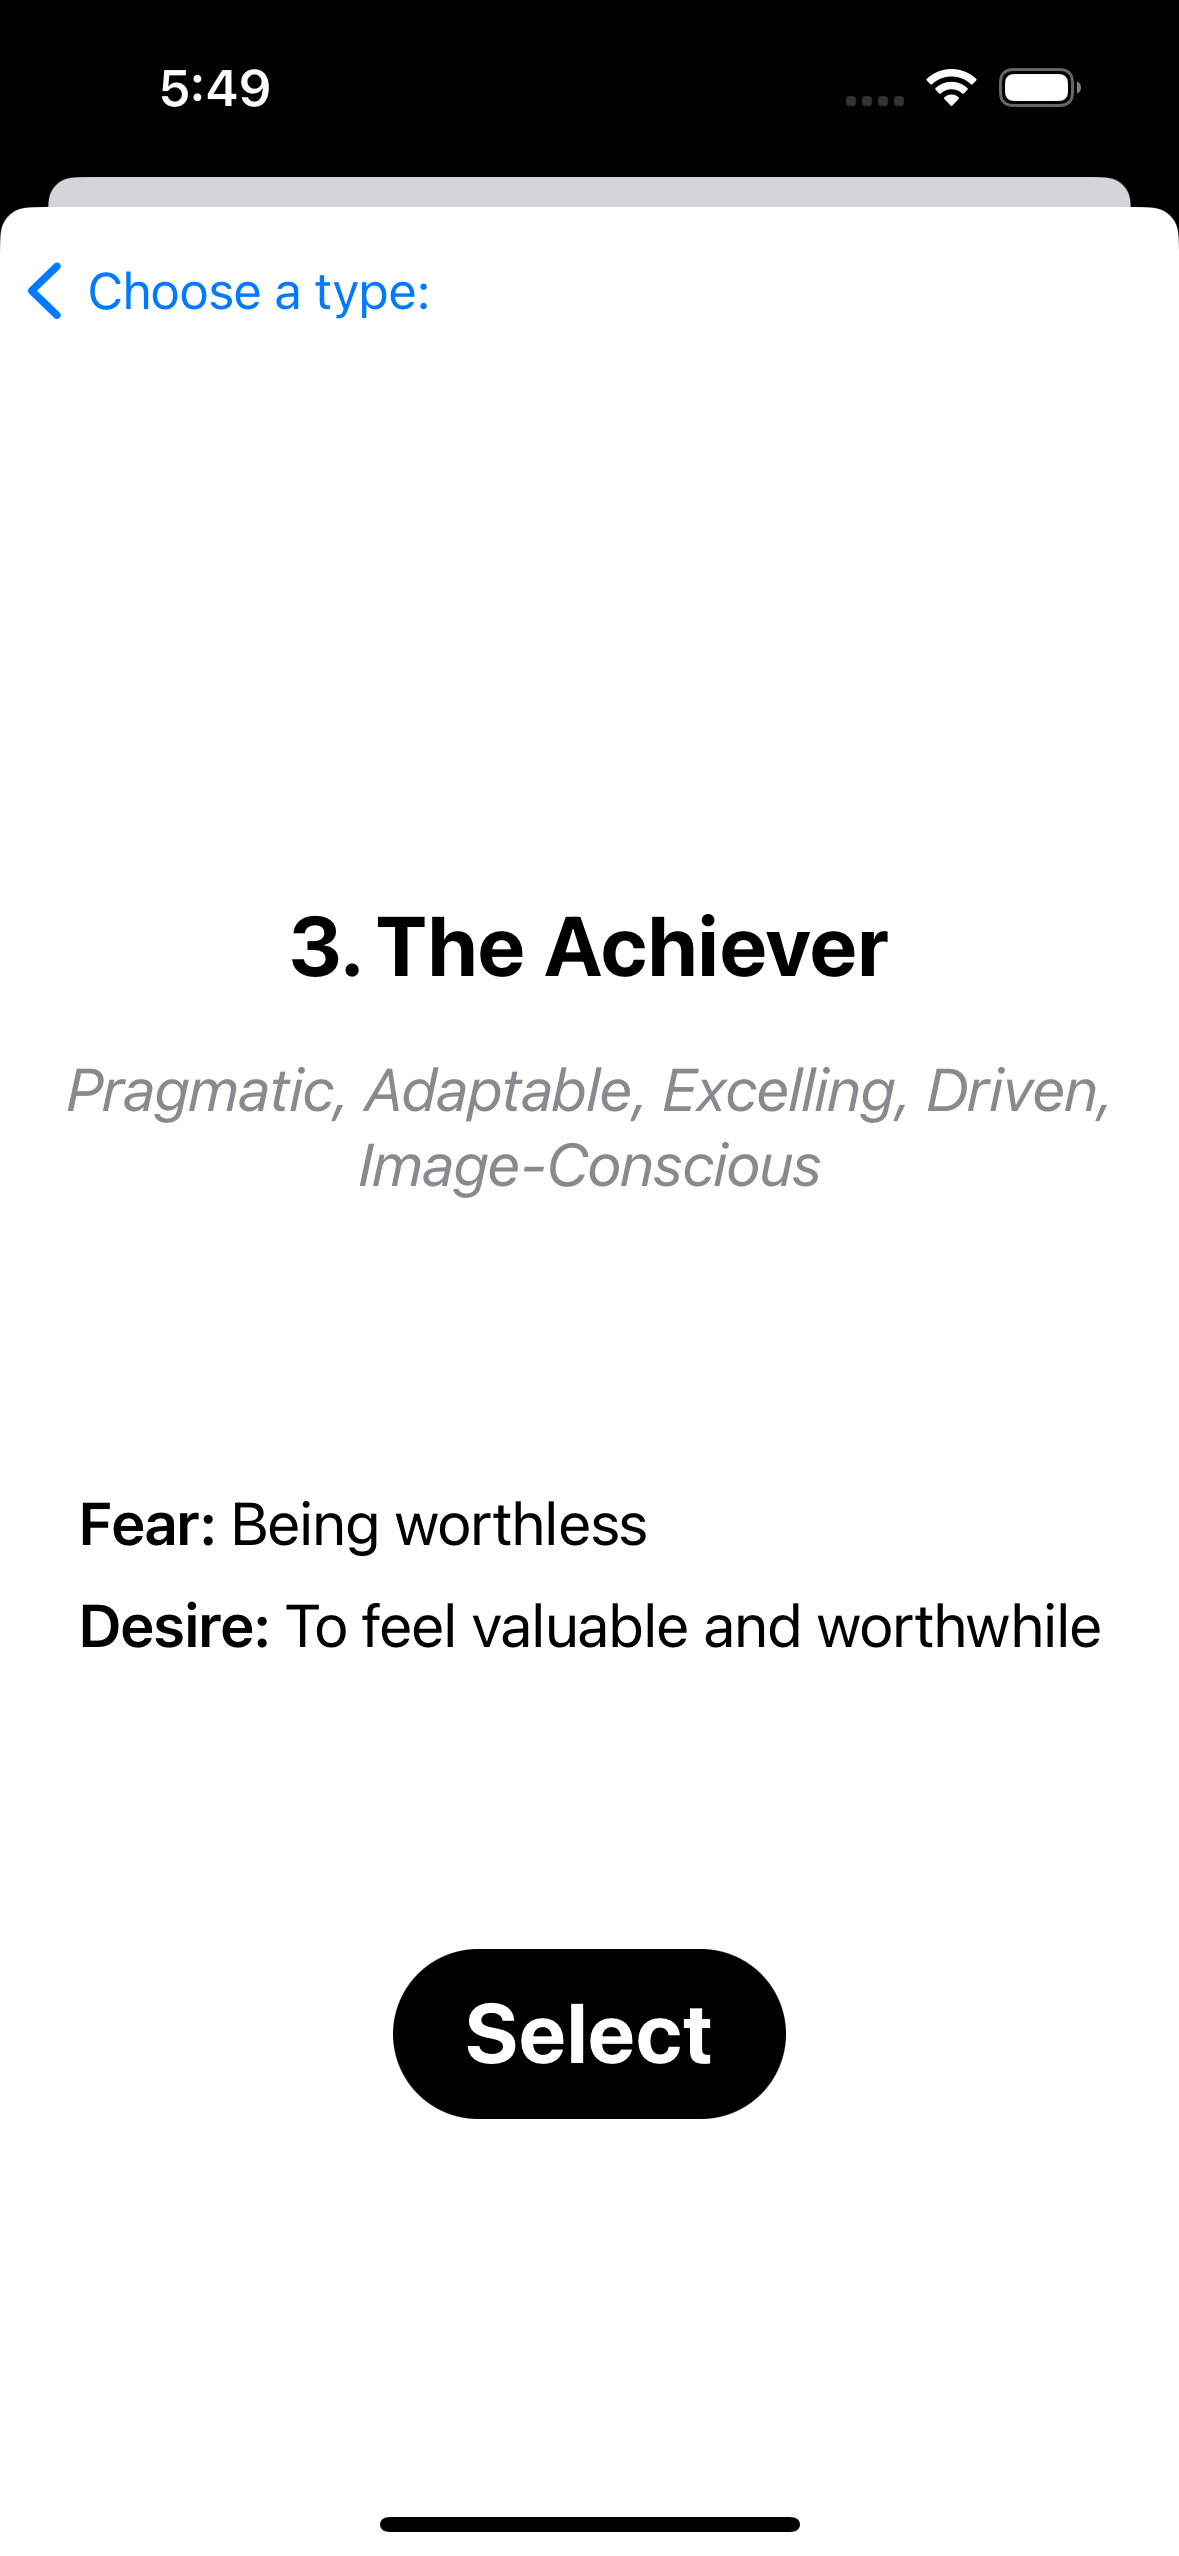 5:49
Choose a type:
3. The Achiever
Pragmatic, Adaptable, Excelling, Driven,
Image-Conscious
Fear: Being worthless
Desire: To feel valuable and worthwhile
Select